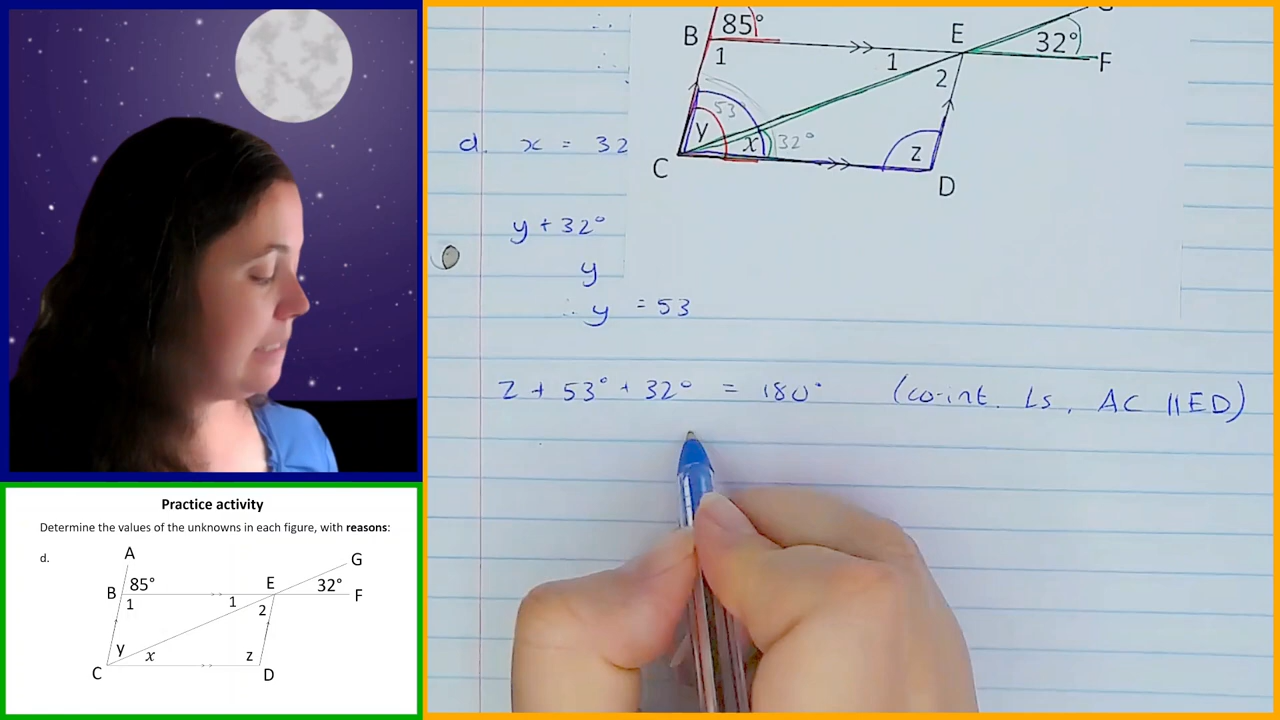 Practice activity
Determine the values of the unknowns in each figure, with reasons:
d.
A
G
B 85° E 32° F
1 1 2
y x z
C D
B 85° E 32° F
1 1 2
53
y x 32° z
C D
d. x = 32
y + 32°
y
∴ y = 53
z + 53° + 32° = 180° (co-int. Ls, AC ||ED)